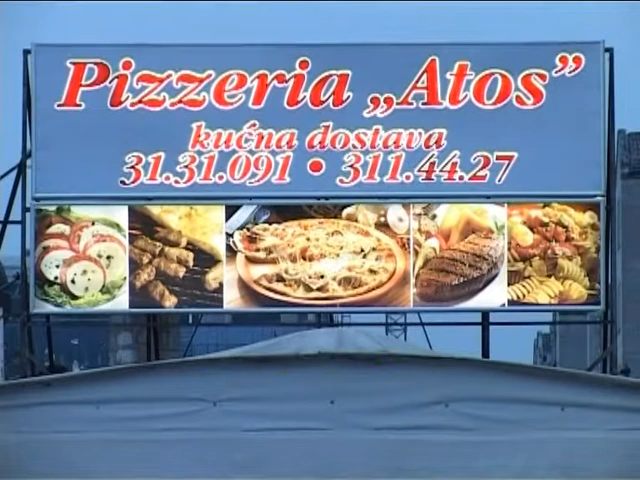 Pizzeria „Atos”
kućna dostava
31.31.091 • 311.44.27